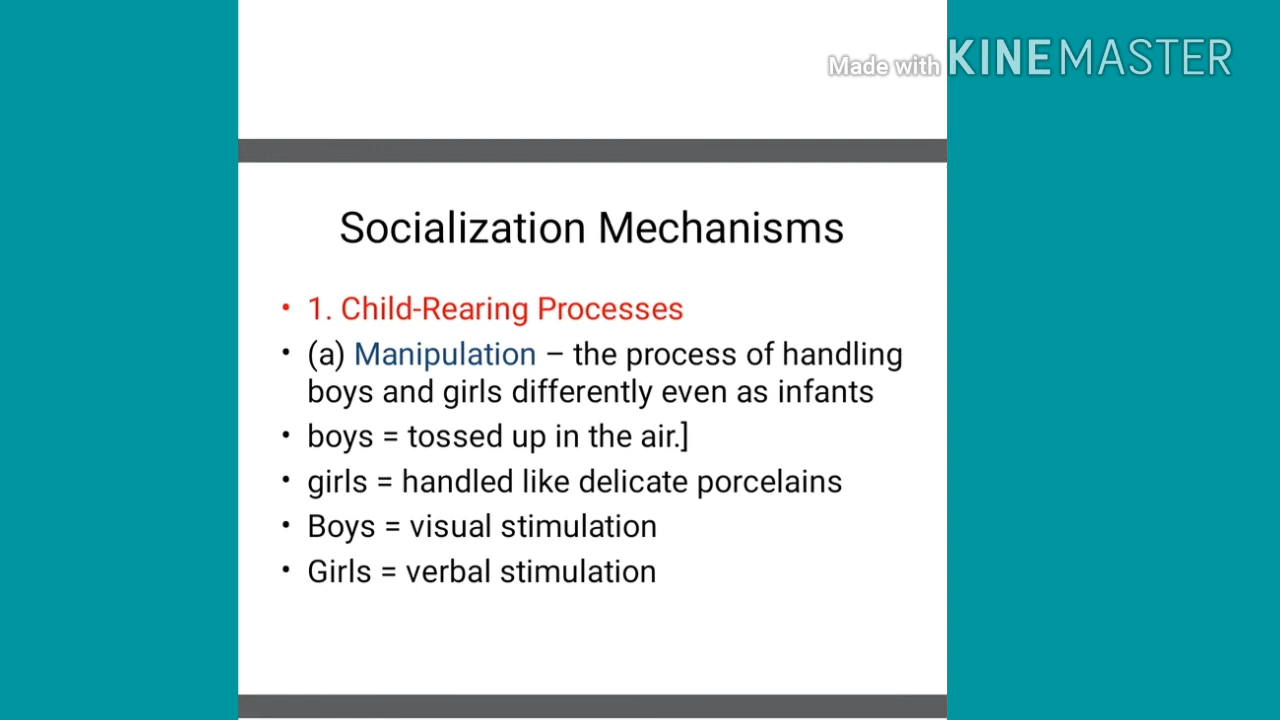 Made with KINEMASTER
Socialization Mechanisms
• 1. Child-Rearing Processes
• (a) Manipulation – the process of handling
boys and girls differently even as infants
• boys = tossed up in the air.]
• girls = handled like delicate porcelains
• Boys = visual stimulation
• Girls = verbal stimulation